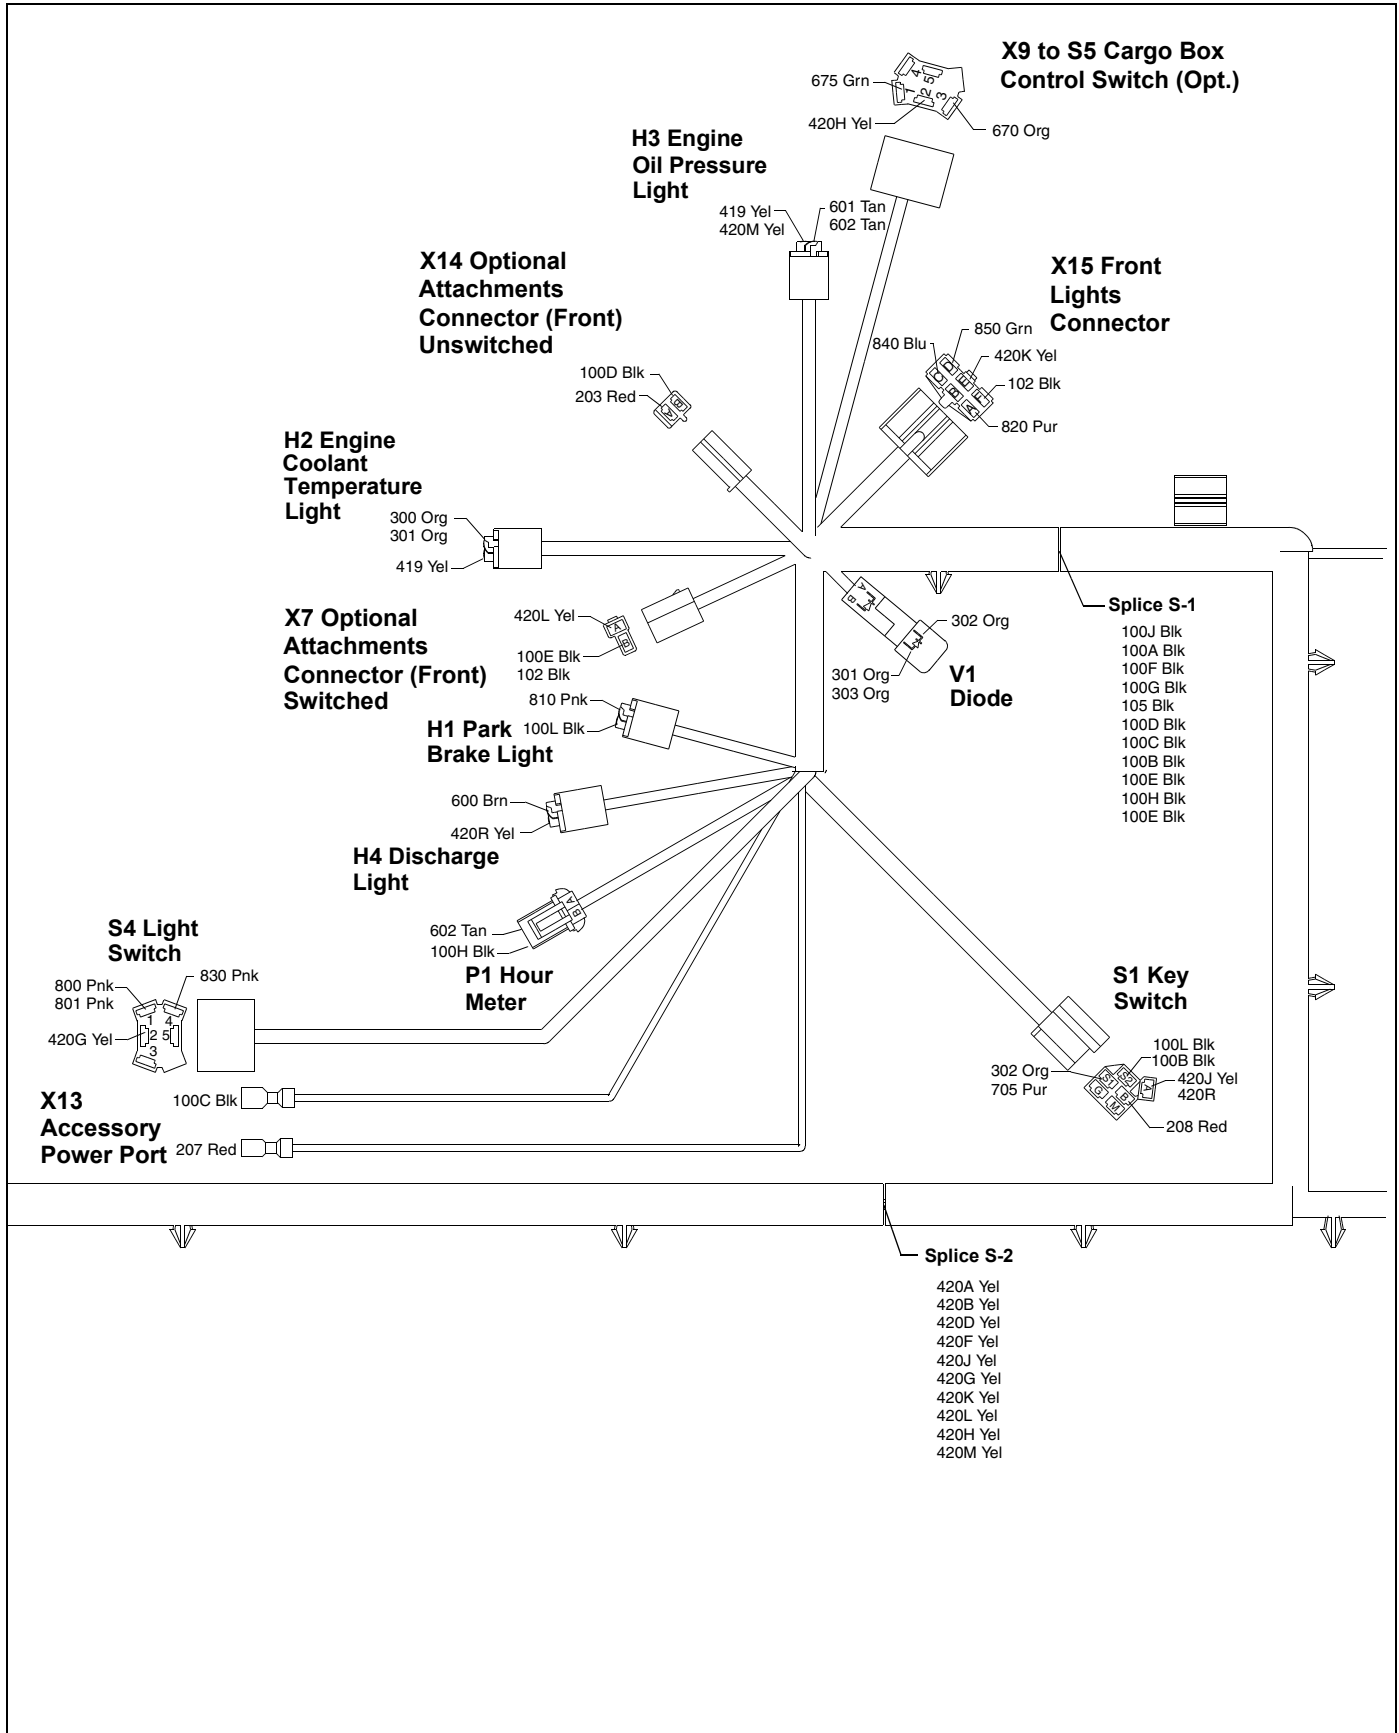 X9 to S5 Cargo Box
Control Switch (Opt.)
675 Grn
420H Yel
670 Org
4
5
1
2
3
H3 Engine
Oil Pressure
Light
419 Yel
420M Yel
601 Tan
602 Tan
X14 Optional
Attachments
Connector (Front)
Unswitched
100D Blk
203 Red
B
A
X15 Front
Lights
Connector
850 Grn
840 Blu
420K Yel
102 Blk
820 Pur
D
C
E
B
F
A
H2 Engine
Coolant
Temperature
Light
300 Org
301 Org
419 Yel
X7 Optional
Attachments
Connector (Front)
Switched
420L Yel
100E Blk
102 Blk
A
B
A
B
302 Org
301 Org
303 Org
V1
Diode
Splice S-1
100J Blk
100A Blk
100F Blk
100G Blk
105 Blk
100D Blk
100C Blk
100B Blk
100E Blk
100H Blk
100E Blk
810 Pnk
100L Blk
H1 Park
Brake Light
600 Brn
420R Yel
H4 Discharge
Light
A
B
602 Tan
100H Blk
P1 Hour
Meter
S4 Light
Switch
800 Pnk
801 Pnk
830 Pnk
420G Yel
1 4
2 5
3
X13
Accessory
Power Port
100C Blk
207 Red
S1 Key
Switch
100L Blk
100B Blk
302 Org
705 Pur
420J Yel
420R
208 Red
S1
S2
A
G
B
M
Splice S-2
420A Yel
420B Yel
420D Yel
420F Yel
420J Yel
420G Yel
420K Yel
420L Yel
420H Yel
420M Yel